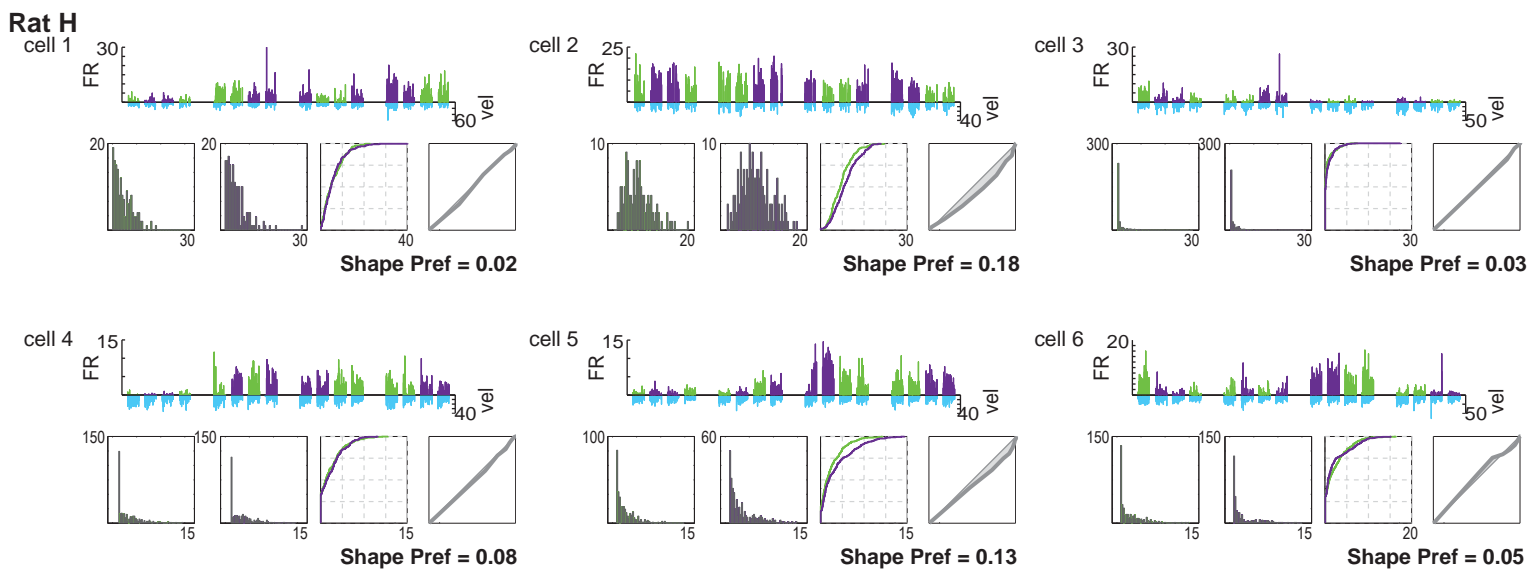 Rat H
cell 1
30
FR
60
vel
20
30
20
30
40
Shape Pref = 0.02
cell 2
25
FR
40
vel
10
20
10
20
30
Shape Pref = 0.18
cell 3
30
FR
50
vel
300
30
300
30
30
Shape Pref = 0.03
cell 4
15
FR
40
vel
150
15
150
15
15
Shape Pref = 0.08
cell 5
15
FR
40
vel
100
15
60
15
15
Shape Pref = 0.13
cell 6
20
FR
50
vel
150
15
150
15
20
Shape Pref = 0.05